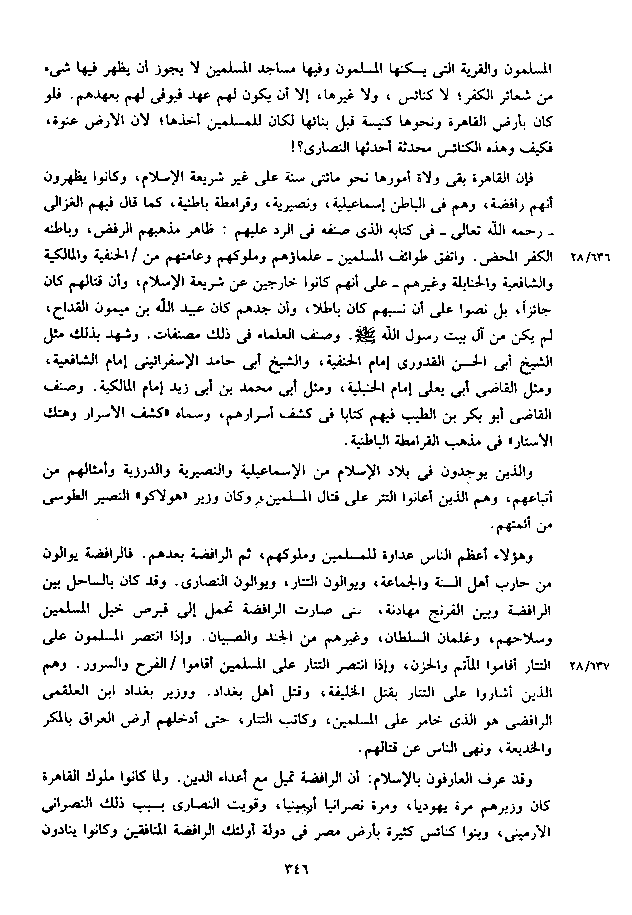 المسلمون والقرية التى يسكنها المسلمون وفيها مساجد المسلمين لا يجوز أن يظهر فيها شىء
من شعائر الكفر؛ لا كنائس ، ولا غيرها، إلا أن يكون لهم عهد فيوفى لهم بعهدهم. فلو
كان بأرض القاهرة ونحوها كنيسة قبل بنائها لكان للمسلمين أخذها؛ لأن الأرض عنوة،
فكيف وهذه الكنائس محدثة أحدثها النصارى؟!
فإن القاهرة بقى ولاة أمورها نحو مائتى سنة على غير شريعة الإسلام، وكانوا يظهرون
أنهم رافضة، وهم فى الباطن إسماعيلية، ونصيرية، وقرامطة باطنية، كما قال فيهم الغزالى
ـ رحمه الله تعالى ـ فى كتابه الذى صنفه فى الرد عليهم : ظاهر مذهبهم الرفض، وباطنه
الكفر المحض. واتفق طوائف المسلمين ـ علماؤهم وملوكهم وعامتهم من / الحنفية والمالكية ٢٨/٦٣٦
والشافعية والحنابلة وغيرهم ـ على أنهم كانوا خارجين عن شريعة الإسلام، وأن قتالهم كان
جائزاً، بل نصوا على أن نسبهم كان باطلا، وأن جدهم كان عبيد الله بن ميمون القداح،
لم يكن من آل بيت رسول الله ﷺ. وصنف العلماء فى ذلك مصنفات. وشهد بذلك مثل
الشيخ أبى الحسن القدورى إمام الحنفية، والشيخ أبى حامد الإسفرائينى إمام الشافعية،
ومثل القاضى أبى يعلى إمام الحنبلية، ومثل أبى محمد بن أبى زيد إمام المالكية. وصنف
القاضى أبو بكر بن الطيب فيهم كتابا فى كشف أسرارهم، وسماه «كشف الأسرار وهتك
الأستار» فى مذهب القرامطة الباطنية.
والذين يوجدون فى بلاد الإسلام من الإسماعيلية والنصيرية والدرزية وأمثالهم من
أتباعهم، وهم الذين أعانوا التتر على قتال المسلمين، وكان وزير «هولاكو» النصير الطوسى
من أئمتهم.
وهؤلاء أعظم الناس عداوة للمسلمين وملوكهم، ثم الرافضة بعدهم. فالرافضة يوالون
من حارب أهل السنة والجماعة، ويوالون التتار، ويوالون النصارى. وقد كان بالساحل بين
الرافضة وبين الفرنج مهادنة، صارت الرافضة تحمل إلى قبرص خيل المسلمين
وسلاحهم، وغلمان السلطان، وغيرهم من الجند والصبيان. وإذا انتصر المسلمون على
التتار أقاموا المآتم والحزن، وإذا انتصر التتار على المسلمين أقاموا / الفرح والسرور. وهم ٢٨/٦٣٧
الذين أشاروا على التتار بقتل الخليفة، وقتل أهل بغداد. ووزير بغداد ابن العلقمى
الرافضى هو الذى خامر على المسلمين، وكاتب التتار، حتى أدخلهم أرض العراق بالمكر
والخديعة، ونهى الناس عن قتالهم.
وقد عرف العارفون بالإسلام: أن الرافضة تميل مع أعداء الدين. ولما كانوا ملوك القاهرة
كان وزيرهم مرة يهوديا، ومرة نصرانيا أرمينيا، وقويت النصارى بسبب ذلك النصرانى
الأرمينى، وبنوا كنائس كثيرة بأرض مصر فى دولة أولئك الرافضة المنافقين وكانوا ينادون
٣٤٦